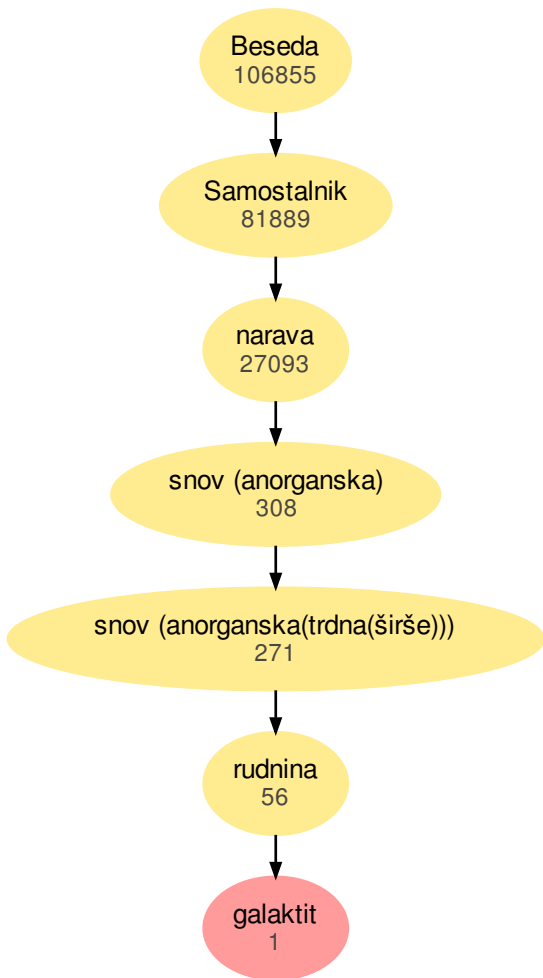 Beseda
106855
Samostalnik
81889
narava
27093
snov (anorganska)
308
snov (anorganska(trdna(širše)))
271
rudnina
56
galaktit
1